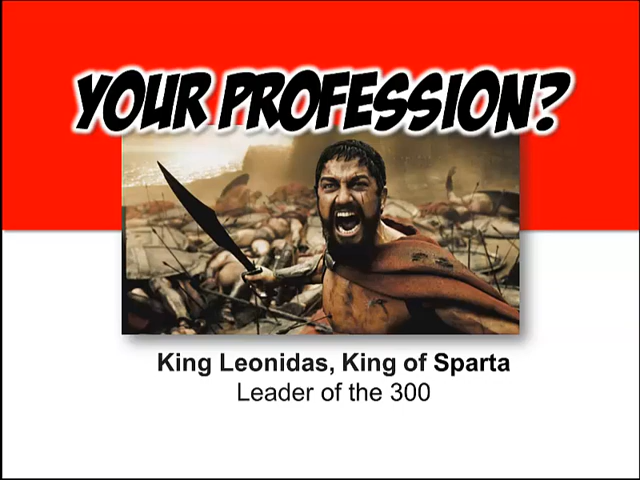 YOUR PROFESSION?
King Leonidas, King of Sparta
Leader of the 300